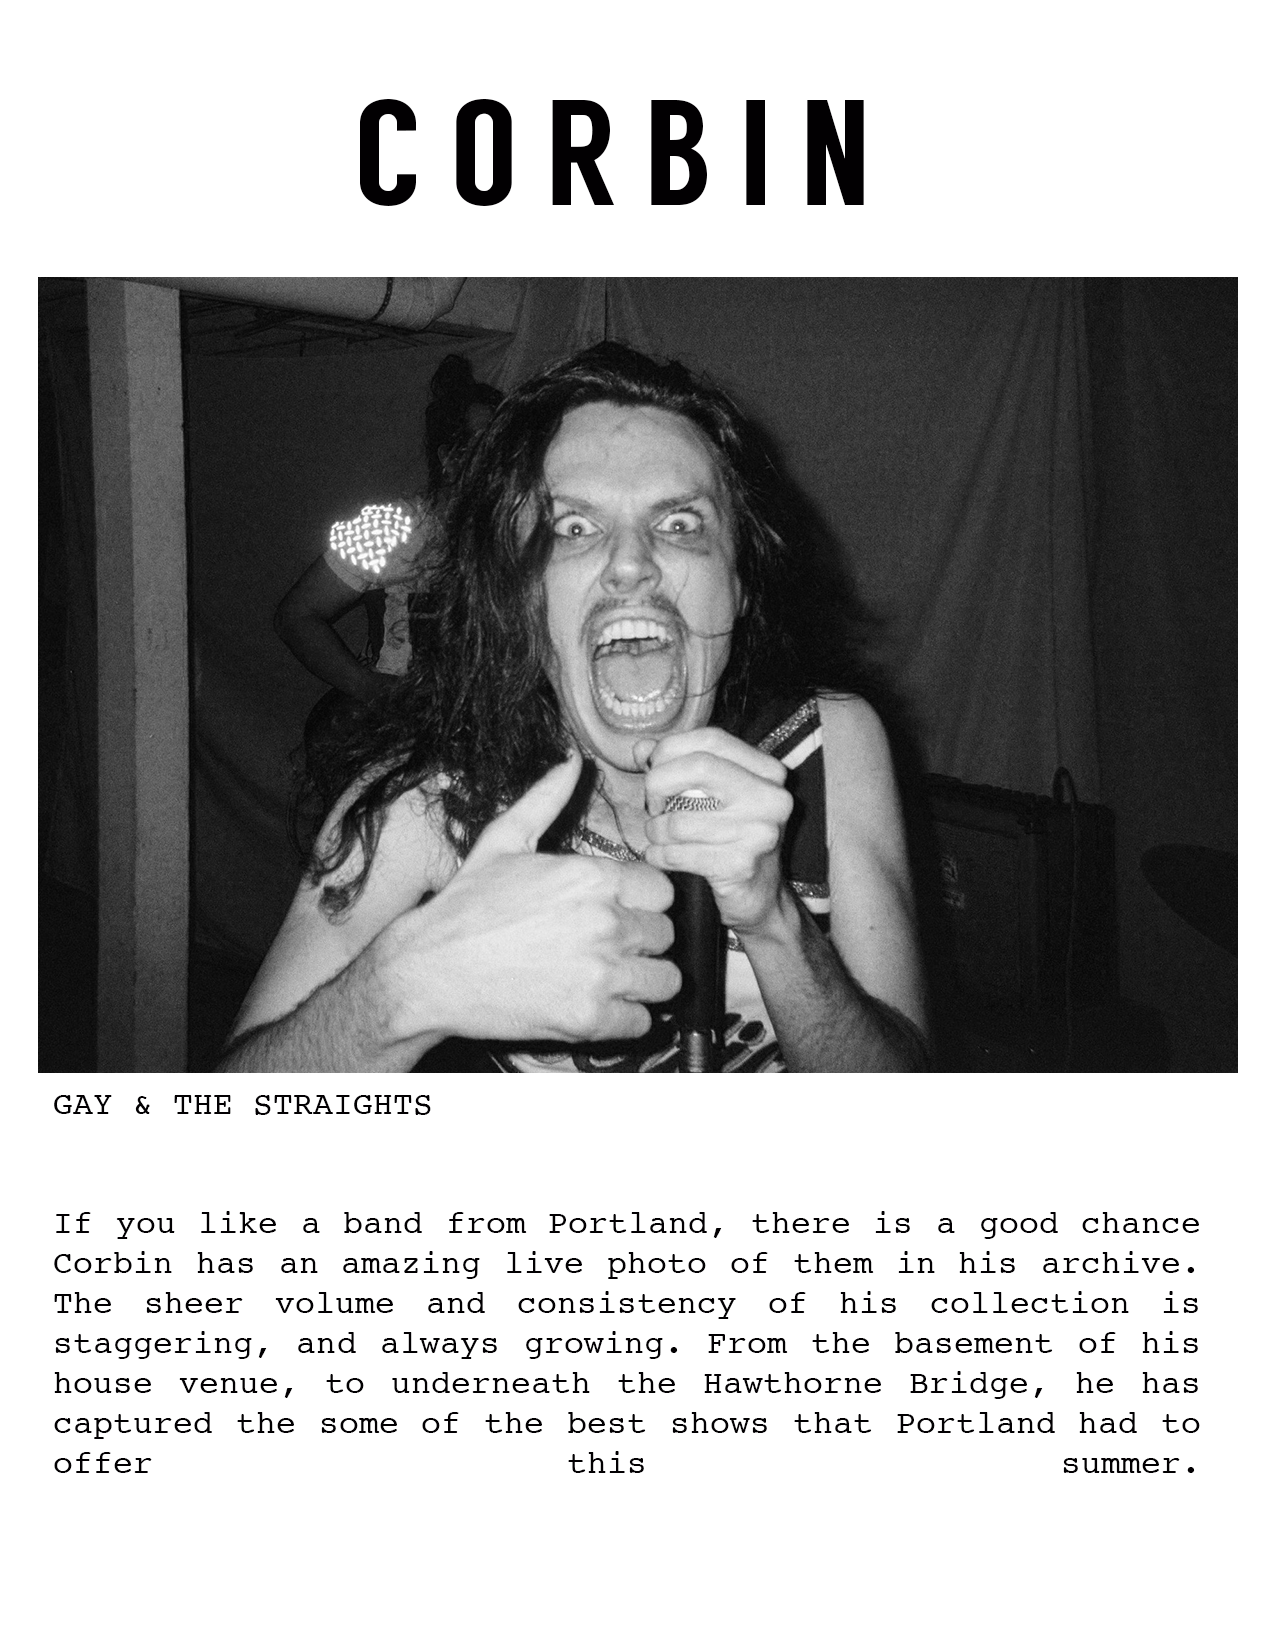 CORBIN
GAY & THE STRAIGHTS
If you like a band from Portland, there is a good chance
Corbin has an amazing live photo of them in his archive.
The sheer volume and consistency of his collection is
staggering, and always growing. From the basement of his
house venue, to underneath the Hawthorne Bridge, he has
captured the some of the best shows that Portland had to
offer this summer.